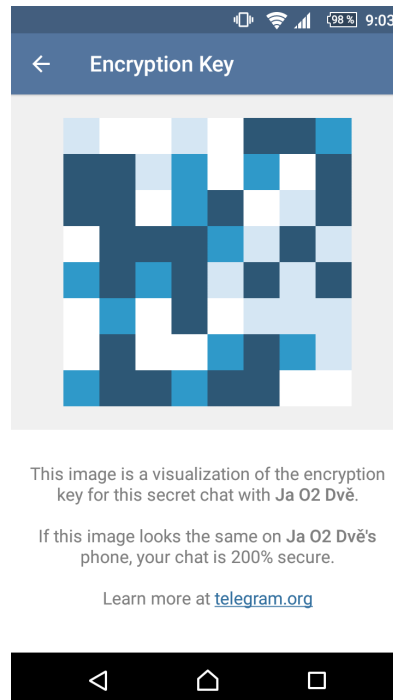 98 % 9:03
Encryption Key
This image is a visualization of the encryption
key for this secret chat with Ja O2 Dvě.
If this image looks the same on Ja O2 Dvě's
phone, your chat is 200% secure.
Learn more at telegram.org